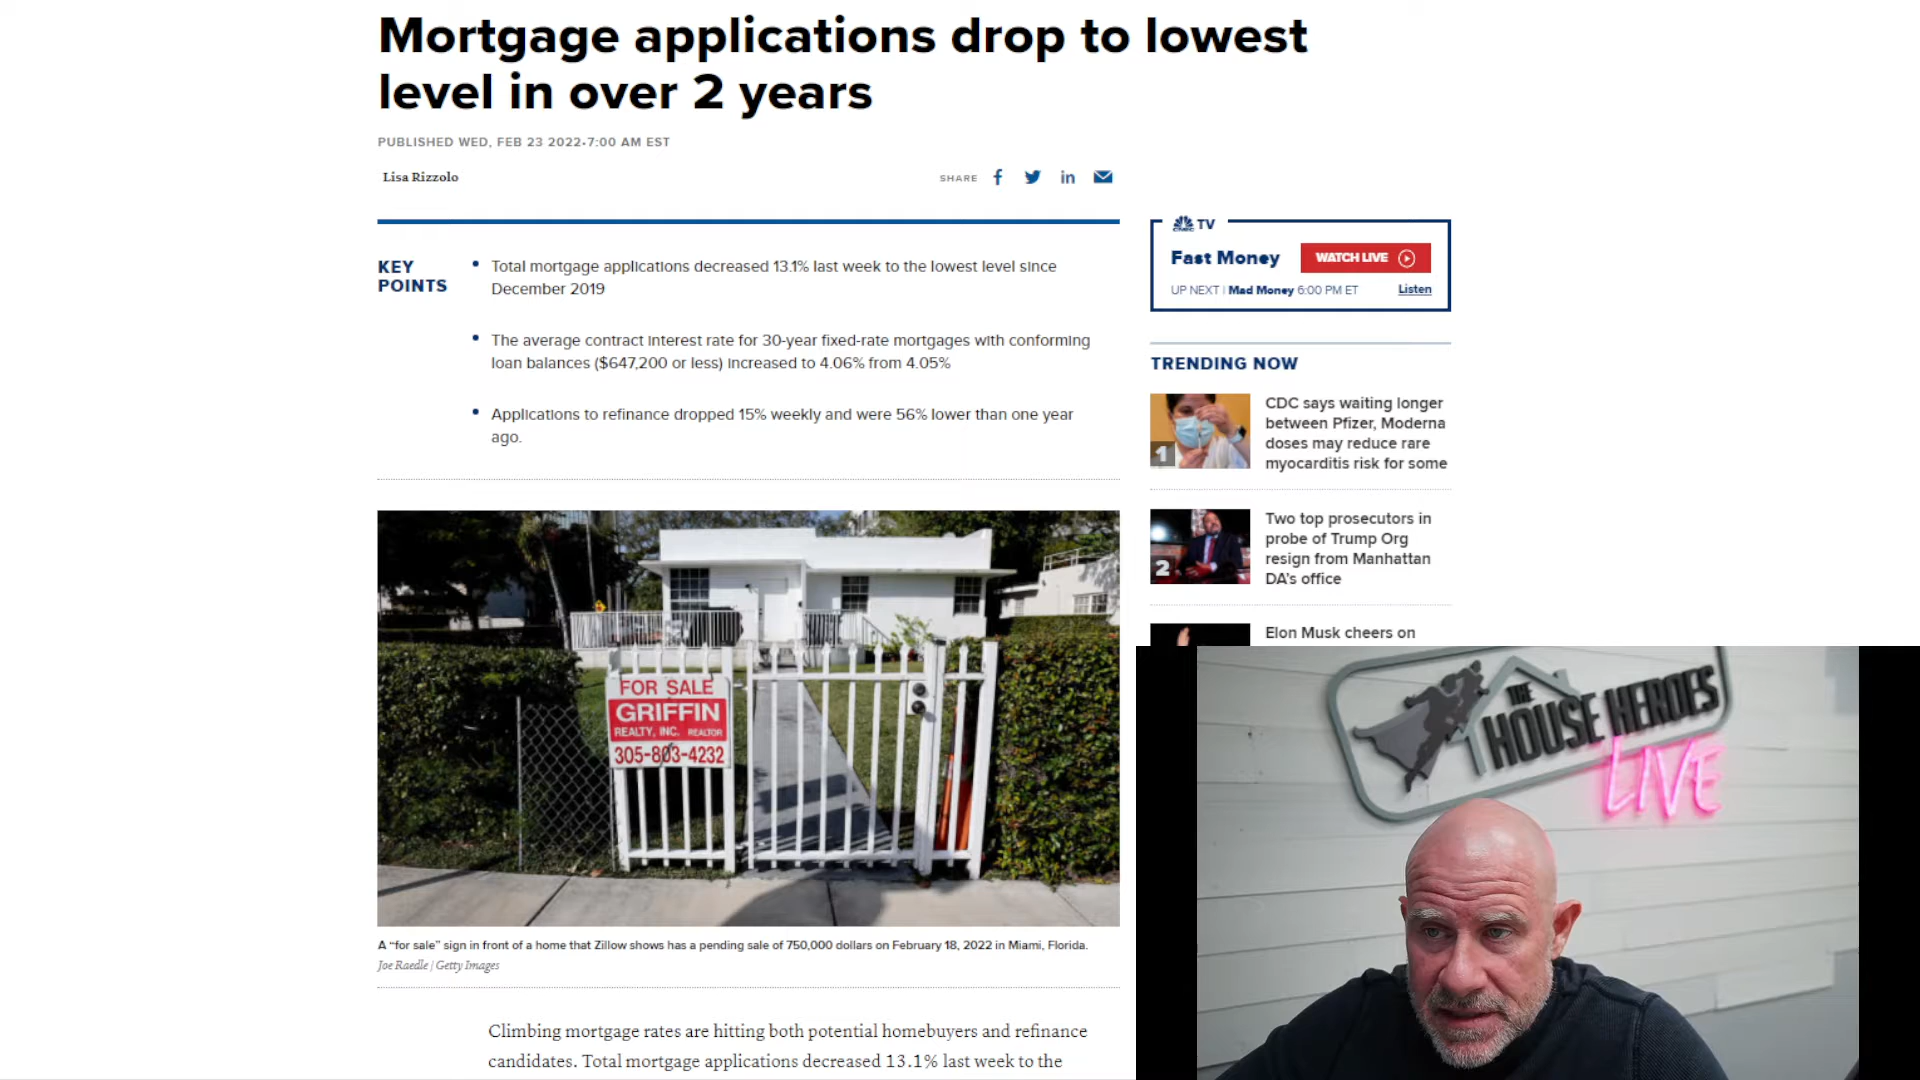 Mortgage applications drop to lowest
level in over 2 years
PUBLISHED WED, FEB 23 2022•7:00 AM EST
Lisa Rizzolo
SHARE
KEY
POINTS
• Total mortgage applications decreased 13.1% last week to the lowest level since
December 2019
• The average contract interest rate for 30-year fixed-rate mortgages with conforming
loan balances ($647,200 or less) increased to 4.06% from 4.05%
• Applications to refinance dropped 15% weekly and were 56% lower than one year
ago.
FOR SALE
GRIFFIN
REALTY, INC. REALTOR
305-803-4232
A “for sale” sign in front of a home that Zillow shows has a pending sale of 750,000 dollars on February 18, 2022 in Miami, Florida.
Joe Raedle | Getty Images
Climbing mortgage rates are hitting both potential homebuyers and refinance
candidates. Total mortgage applications decreased 13.1% last week to the
CNBC TV
Fast Money
WATCH LIVE
UP NEXT | Mad Money 6:00 PM ET
Listen
TRENDING NOW
1
CDC says waiting longer
between Pfizer, Moderna
doses may reduce rare
myocarditis risk for some
2
Two top prosecutors in
probe of Trump Org
resign from Manhattan
DA’s office
Elon Musk cheers on
THE
HOUSE HEROES
LIVE